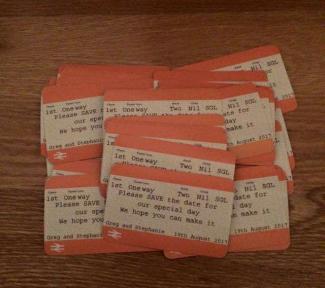 1st One way Two Nil SGL
Please SAVE the date for
our special day
We hope you can make it
Greg and Stephanie 19th August 2017